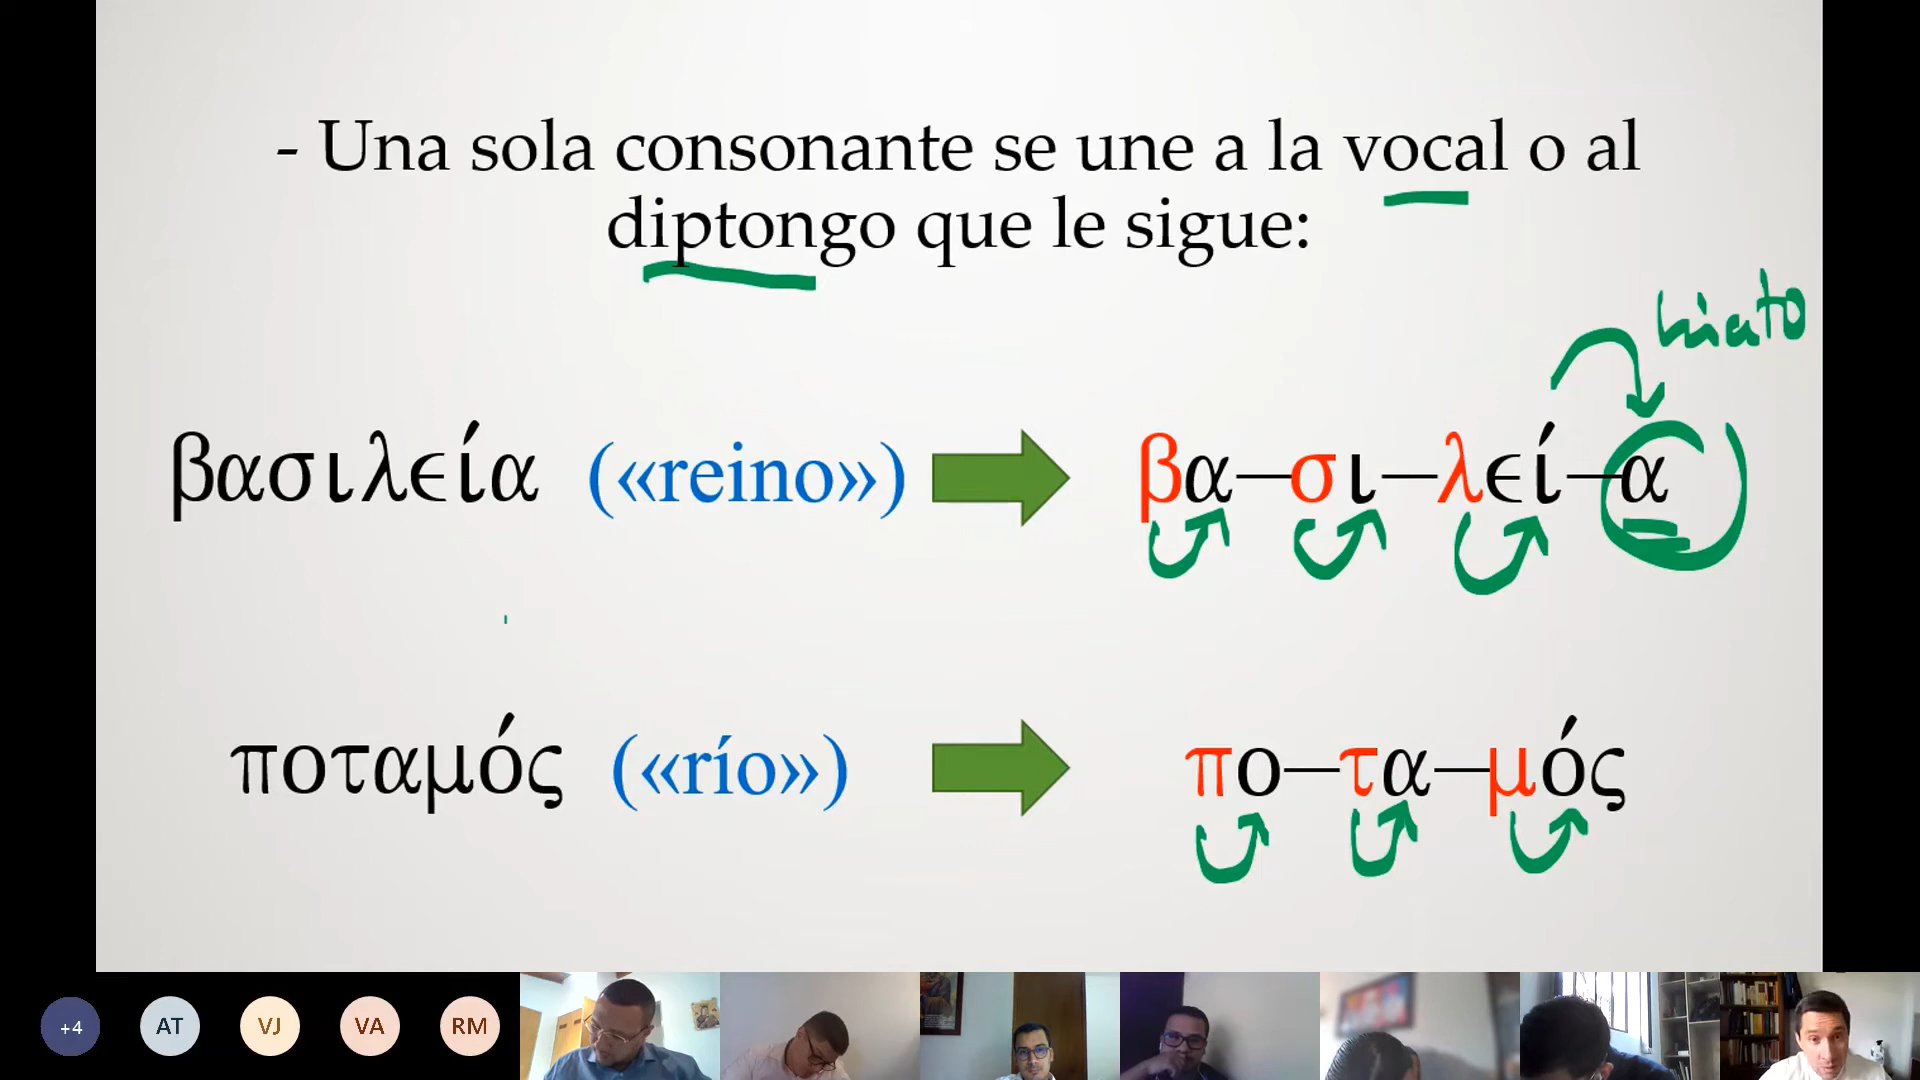 - Una sola consonante se une a la vocal o al
diptongo que le sigue:
hiato
βασιλεία («reino») βα–σι–λεί–α
ποταμός («río») πο–τα–μός
+4 AT VJ VA RM